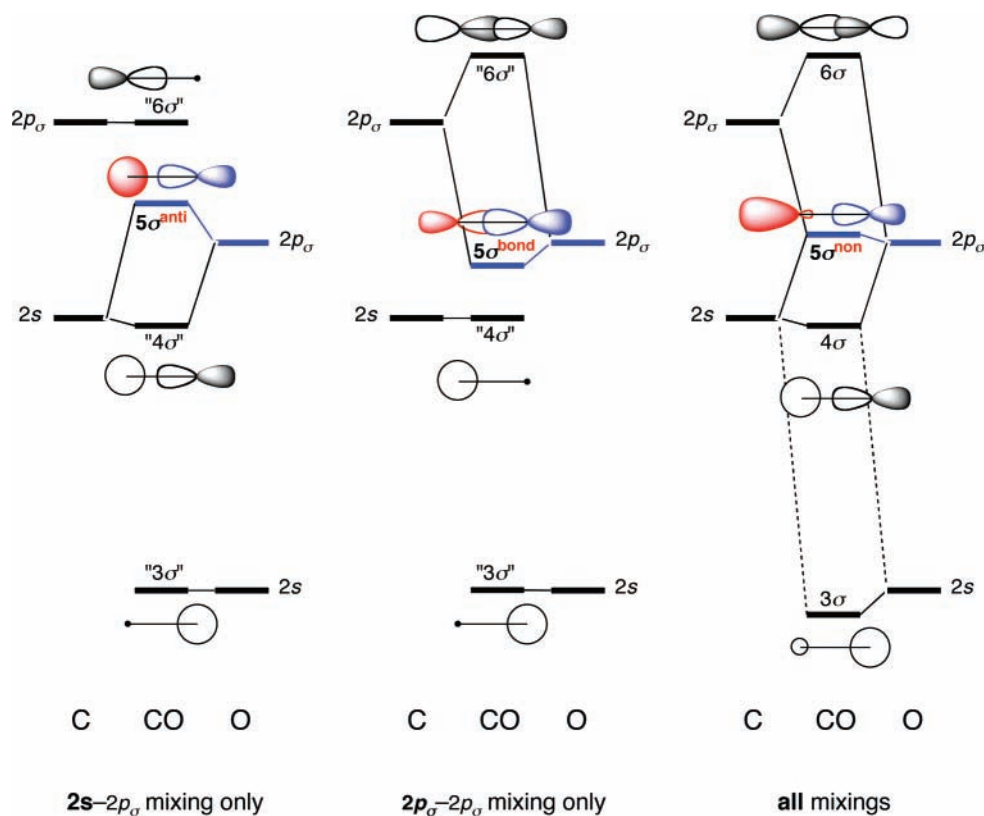 "6σ"
2pσ
5σanti
2pσ
2s
"4σ"
"3σ"
2s
C CO O
2s–2pσ mixing only
"6σ"
2pσ
5σbond
2pσ
2s
"4σ"
"3σ"
2s
C CO O
2pσ–2pσ mixing only
6σ
2pσ
5σnon
2pσ
2s
4σ
3σ
2s
C CO O
all mixings